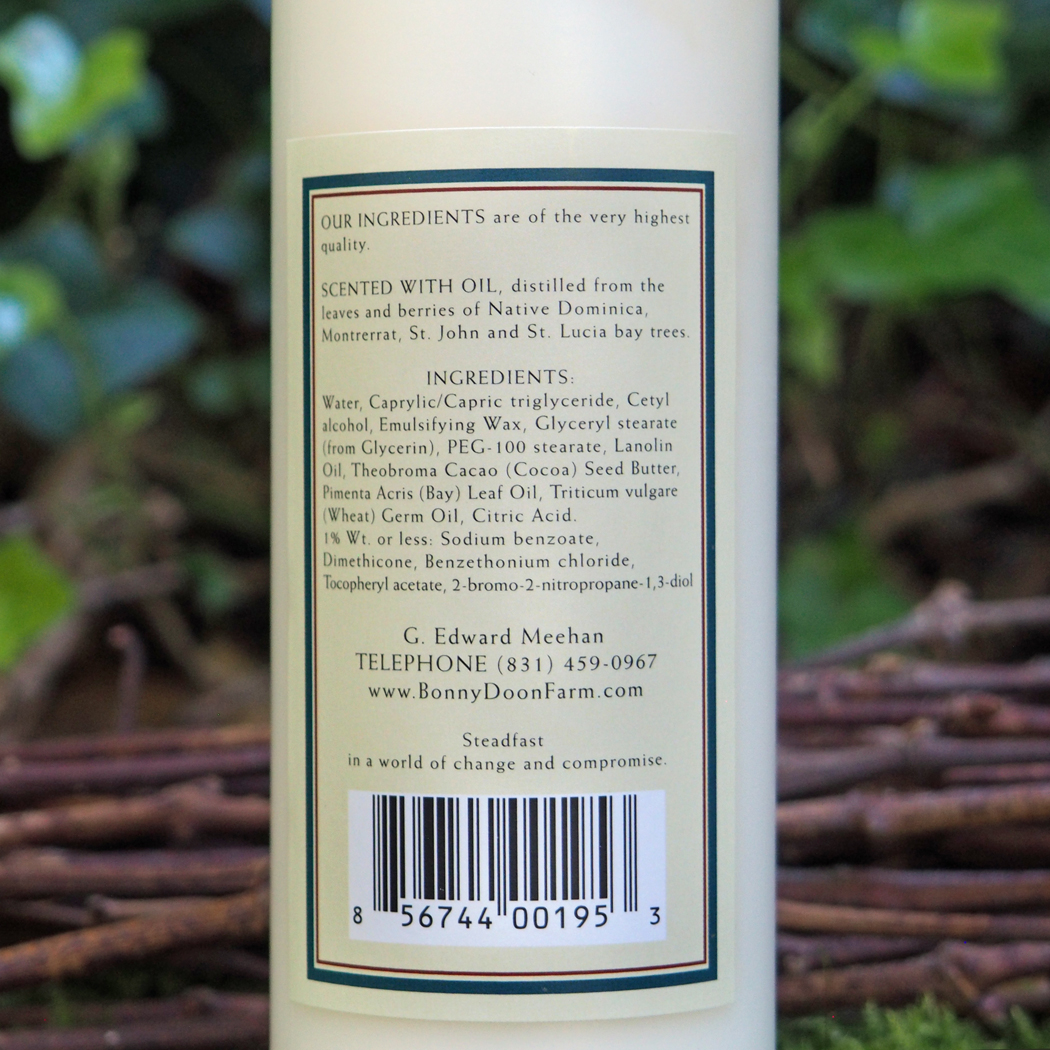 OUR INGREDIENTS are of the very highest
quality.
SCENTED WITH OIL, distilled from the
leaves and berries of Native Dominica,
Montrerrat, St. John and St. Lucia bay trees.
INGREDIENTS:
Water, Caprylic/Capric triglyceride, Cetyl
alcohol, Emulsifying Wax, Glyceryl stearate
(from Glycerin), PEG-100 stearate, Lanolin
Oil, Theobroma Cacao (Cocoa) Seed Butter,
Pimenta Acris (Bay) Leaf Oil, Triticum vulgare
(Wheat) Germ Oil, Citric Acid.
1% Wt. or less: Sodium benzoate,
Dimethicone, Benzethonium chloride,
Tocopheryl acetate, 2-bromo-2-nitropropane-1,3-diol
G. Edward Meehan
TELEPHONE (831) 459-0967
www.BonnyDoonFarm.com
Steadfast
in a world of change and compromise.
8 56744 00195 3